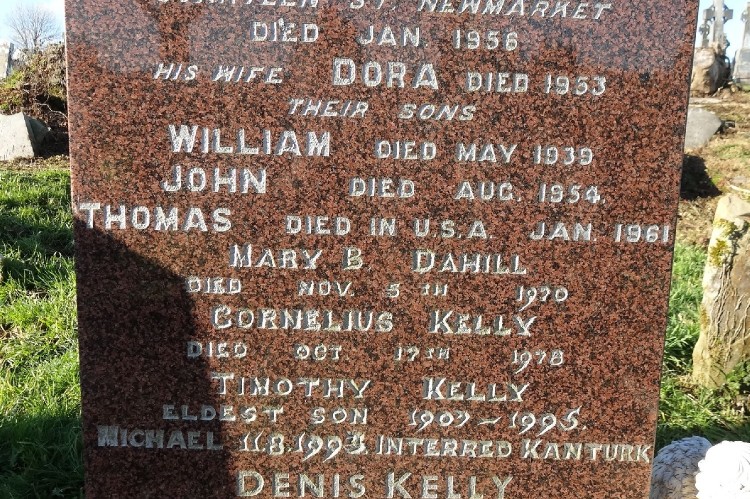 ST. NEWMARKET
DIED JAN. 1956
HIS WIFE DORA DIED 1953
THEIR SONS
WILLIAM DIED MAY 1939
JOHN DIED AUG. 1954.
THOMAS DIED IN U.S.A. JAN. 1961
MARY B. DAHILL
DIED NOV. 5TH 1970
CORNELIUS KELLY
DIED OCT 17TH 1978
TIMOTHY KELLY
ELDEST SON 1907-1995.
MICHAEL 11.8.1993. INTERRED KANTURK
DENIS KELLY